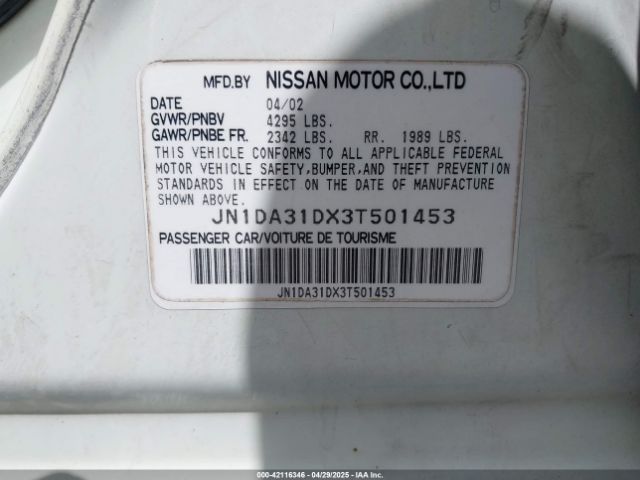 MFD.BY NISSAN MOTOR CO.,LTD
DATE 04/02
GVWR/PNBV 4295 LBS.
GAWR/PNBE FR. 2342 LBS. RR. 1989 LBS.
THIS VEHICLE CONFORMS TO ALL APPLICABLE FEDERAL
MOTOR VEHICLE SAFETY,BUMPER,AND THEFT PREVENTION
STANDARDS IN EFFECT ON THE DATE OF MANUFACTURE
SHOWN ABOVE.
JN1DA31DX3T501453
PASSENGER CAR/VOITURE DE TOURISME
JN1DA31DX3T501453
000-42116346 - 04/29/2025 - IAAI.COM